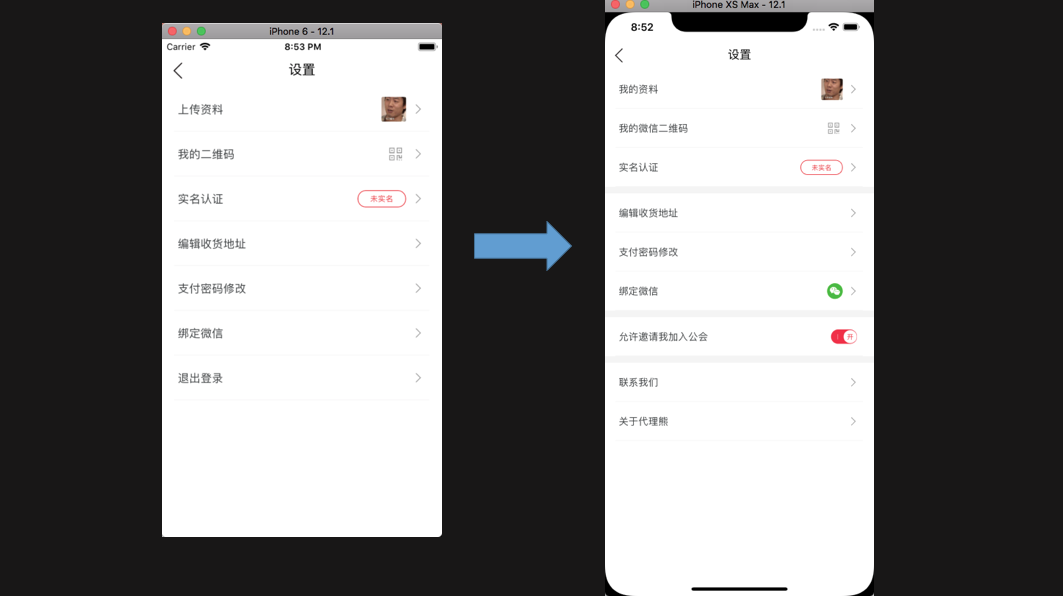 iPhone 6 - 12.1
Carrier
8:53 PM
设置
上传资料
我的二维码
实名认证
未实名
编辑收货地址
支付密码修改
绑定微信
退出登录
iPhone XS Max - 12.1
8:52
设置
我的资料
我的微信二维码
实名认证
未实名
编辑收货地址
支付密码修改
绑定微信
允许邀请我加入公会
开
联系我们
关于代理熊